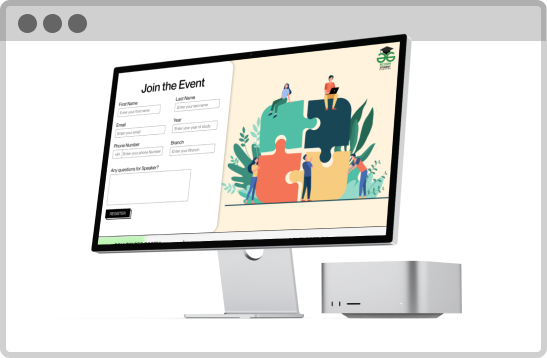 Join the Event
First Name
Last Name
Enter your first name
Enter your last name
Email
Year
Enter your email
Enter your year of study
Phone Number
Branch
+91
Enter your phone Number
Enter your Branch
Any questions for Speaker?
REGISTER